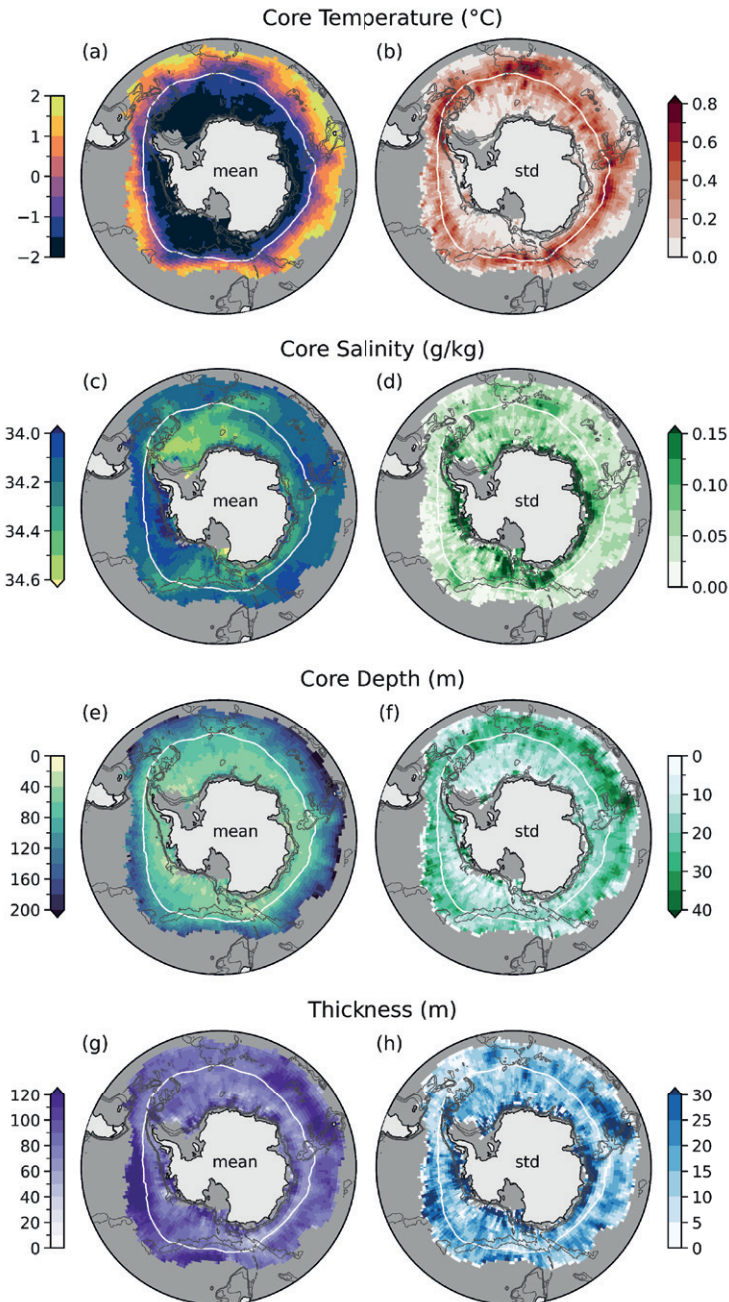 Core Temperature (°C)
(a)
(b)
2
1
0
−1
−2
mean
std
0.8
0.6
0.4
0.2
0.0
Core Salinity (g/kg)
(c)
(d)
34.0
34.2
34.4
34.6
mean
std
0.15
0.10
0.05
0.00
Core Depth (m)
(e)
(f)
0
40
80
120
160
200
mean
std
0
10
20
30
40
Thickness (m)
(g)
(h)
120
100
80
60
40
20
0
mean
std
30
25
20
15
10
5
0